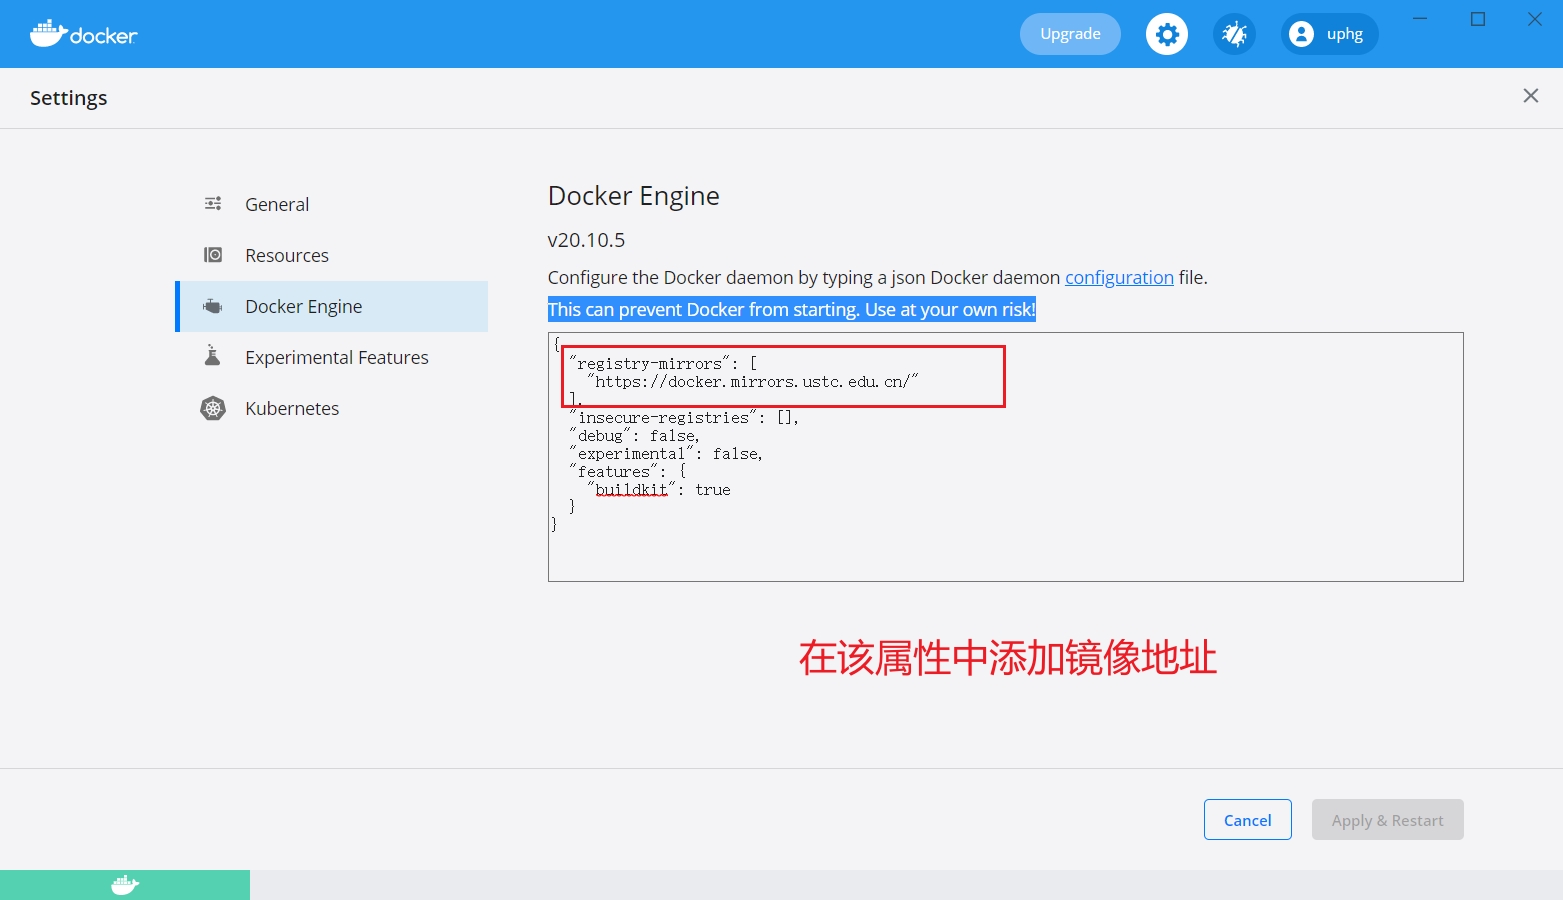 docker
Upgrade
uphg
Settings
General
Resources
Docker Engine
Experimental Features
Kubernetes
Docker Engine
v20.10.5
Configure the Docker daemon by typing a json Docker daemon configuration file.
This can prevent Docker from starting. Use at your own risk!
{
  "registry-mirrors": [
    "https://docker.mirrors.ustc.edu.cn/"
  ],
  "insecure-registries": [],
  "debug": false,
  "experimental": false,
  "features": {
    "buildkit": true
  }
}
在该属性中添加镜像地址
Cancel
Apply & Restart